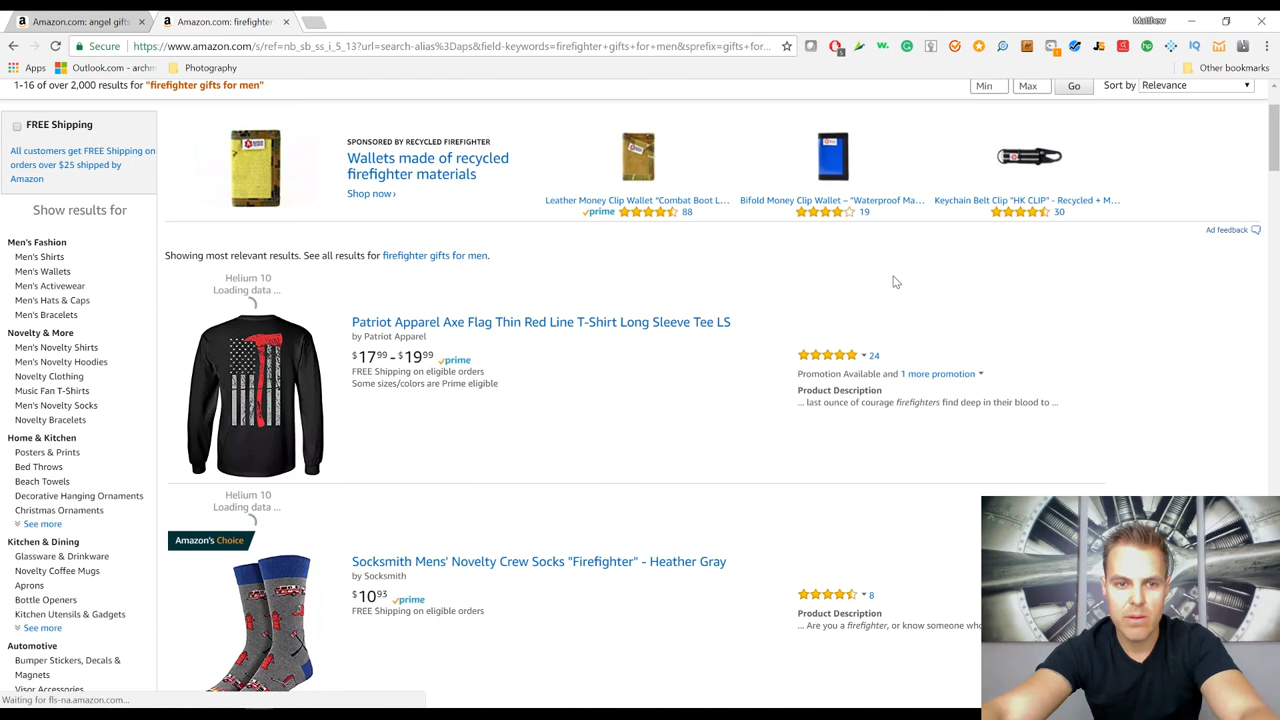 Amazon.com: angel gifts
Amazon.com: firefighter
Matthew
Secure
https://www.amazon.com/s/ref=nb_sb_ss_i_5_13?url=search-alias%3Daps&field-keywords=firefighter+gifts+for+men&sprefix=gifts+for...
Apps
Outlook.com - archm
Photography
Other bookmarks
1-16 of over 2,000 results for "firefighter gifts for men"
Min
Max
Go
Sort by
Relevance
FREE Shipping
All customers get FREE Shipping on
orders over $25 shipped by
Amazon
Show results for
Men's Fashion
Men's Shirts
Men's Wallets
Men's Activewear
Men's Hats & Caps
Men's Bracelets
Novelty & More
Men's Novelty Shirts
Men's Novelty Hoodies
Novelty Clothing
Music Fan T-Shirts
Men's Novelty Socks
Novelty Bracelets
Home & Kitchen
Posters & Prints
Bed Throws
Beach Towels
Decorative Hanging Ornaments
Christmas Ornaments
See more
Kitchen & Dining
Glassware & Drinkware
Novelty Coffee Mugs
Aprons
Bottle Openers
Kitchen Utensils & Gadgets
See more
Automotive
Bumper Stickers, Decals &
Magnets
Visor Accessories
SPONSORED BY RECYCLED FIREFIGHTER
Wallets made of recycled
firefighter materials
Shop now ›
Leather Money Clip Wallet "Combat Boot L...
prime 88
Bifold Money Clip Wallet – "Waterproof Ma...
19
Keychain Belt Clip "HK CLIP" - Recycled + M...
30
Ad feedback
Showing most relevant results. See all results for firefighter gifts for men.
Helium 10
Loading data ...
Patriot Apparel Axe Flag Thin Red Line T-Shirt Long Sleeve Tee LS
by Patriot Apparel
$17 99 - $19 99 prime
FREE Shipping on eligible orders
Some sizes/colors are Prime eligible
24
Promotion Available and 1 more promotion
Product Description
... last ounce of courage firefighters find deep in their blood to ...
Helium 10
Loading data ...
Amazon's Choice
Socksmith Mens' Novelty Crew Socks "Firefighter" - Heather Gray
by Socksmith
$10 93 prime
FREE Shipping on eligible orders
8
Product Description
... Are you a firefighter, or know someone who
Waiting for fls-na.amazon.com...